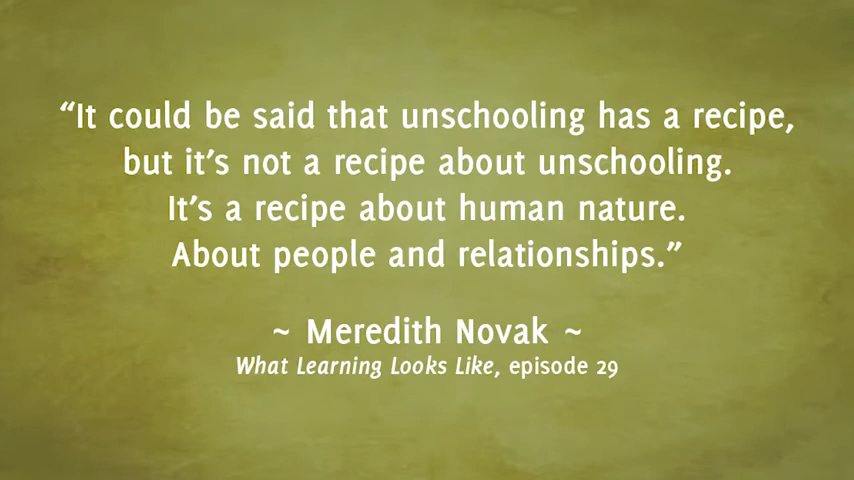 “It could be said that unschooling has a recipe,
but it’s not a recipe about unschooling.
It’s a recipe about human nature.
About people and relationships.”
~ Meredith Novak ~
What Learning Looks Like, episode 29